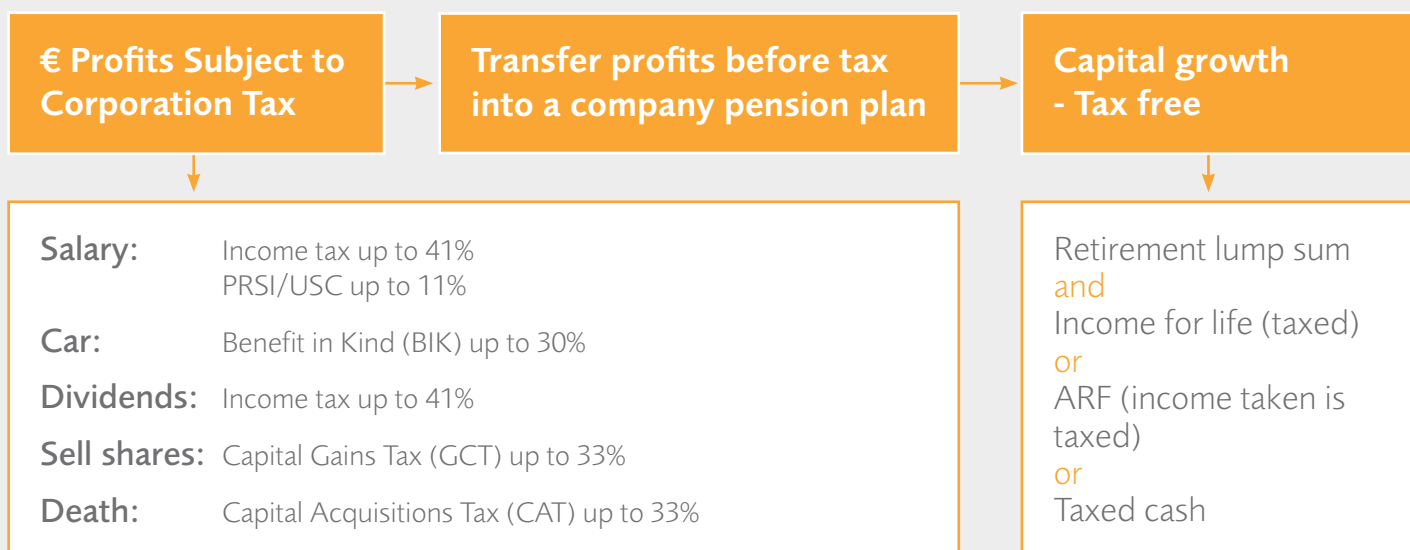 € Profits Subject to
Corporation Tax
Transfer profits before tax
into a company pension plan
Capital growth
- Tax free
Salary: Income tax up to 41%
PRSI/USC up to 11%
Car: Benefit in Kind (BIK) up to 30%
Dividends: Income tax up to 41%
Sell shares: Capital Gains Tax (GCT) up to 33%
Death: Capital Acquisitions Tax (CAT) up to 33%
Retirement lump sum
and
Income for life (taxed)
or
ARF (income taken is
taxed)
or
Taxed cash